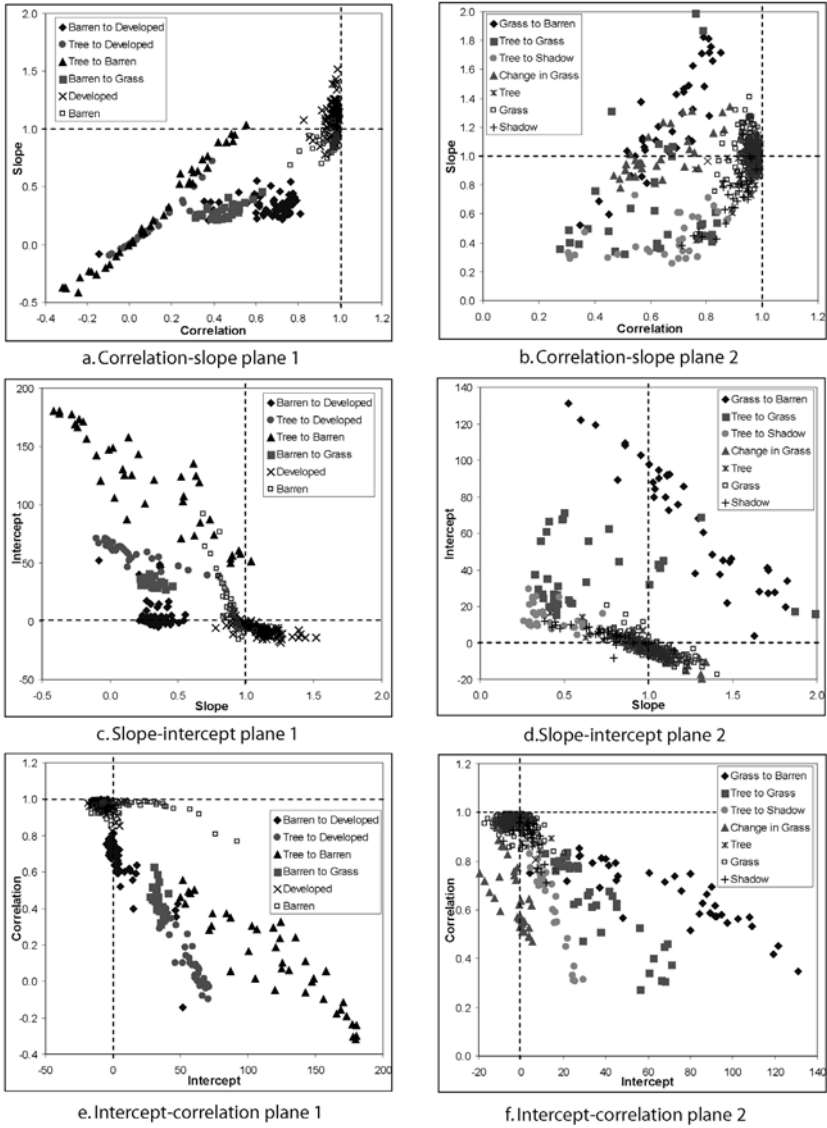 2.0
1.5
1.0
0.5
0.0
-0.5
Slope
-0.4 -0.2 0.0 0.2 0.4 0.6 0.8 1.0 1.2
Correlation
Barren to Developed
Tree to Developed
Tree to Barren
Barren to Grass
Developed
Barren
a. Correlation-slope plane 1
2.0
1.8
1.6
1.4
1.2
1.0
0.8
0.6
0.4
0.2
0.0
Slope
0.0 0.2 0.4 0.6 0.8 1.0 1.2
Correlation
Grass to Barren
Tree to Grass
Tree to Shadow
Change in Grass
Tree
Grass
Shadow
b. Correlation-slope plane 2
200
150
100
50
0
-50
Intercept
-0.5 0.0 0.5 1.0 1.5 2.0
Slope
Barren to Developed
Tree to Developed
Tree to Barren
Barren to Grass
Developed
Barren
c. Slope-intercept plane 1
140
120
100
80
60
40
20
0
-20
Intercept
0.0 0.5 1.0 1.5 2.0
Slope
Grass to Barren
Tree to Grass
Tree to Shadow
Change in Grass
Tree
Grass
Shadow
d.Slope-intercept plane 2
1.2
1.0
0.8
0.6
0.4
0.2
0.0
-0.2
-0.4
Correlation
-50 0 50 100 150 200
Intercept
Barren to Developed
Tree to Developed
Tree to Barren
Barren to Grass
Developed
Barren
e. Intercept-correlation plane 1
1.2
1.0
0.8
0.6
0.4
0.2
0.0
Correlation
-20 0 20 40 60 80 100 120 140
Intercept
Grass to Barren
Tree to Grass
Tree to Shadow
Change in Grass
Tree
Grass
Shadow
f. Intercept-correlation plane 2